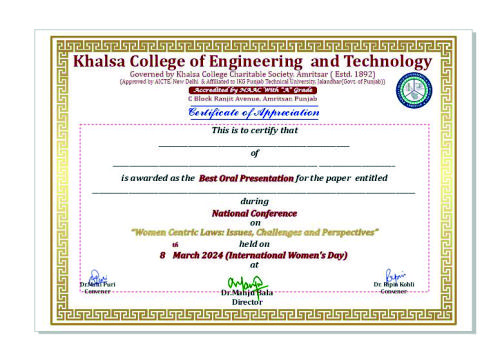 Khalsa College of Engineering and Technology
Governed by Khalsa College Charitable Society, Amritsar ( Estd. 1892)
(Approved by AICTE, New Delhi & Affiliated to IKG Punjab Technical University Jalandhar(Govt. of Punjab))
Accredited by NAAC With "A" Grade
C Block Ranjit Avenue, Amritsar, Punjab
Certificate of Appreciation
This is to certify that
of
is awarded as the Best Oral Presentation for the paper entitled
during
National Conference
on
"Women Centric Laws: Issues, Challenges and Perspectives"
th held on
8 March 2024 (International Women's Day)
at
Puri
Dr. Puri
Convener
Dr. Manju Bala
Director
Dr. Ripin Kohli
Convener